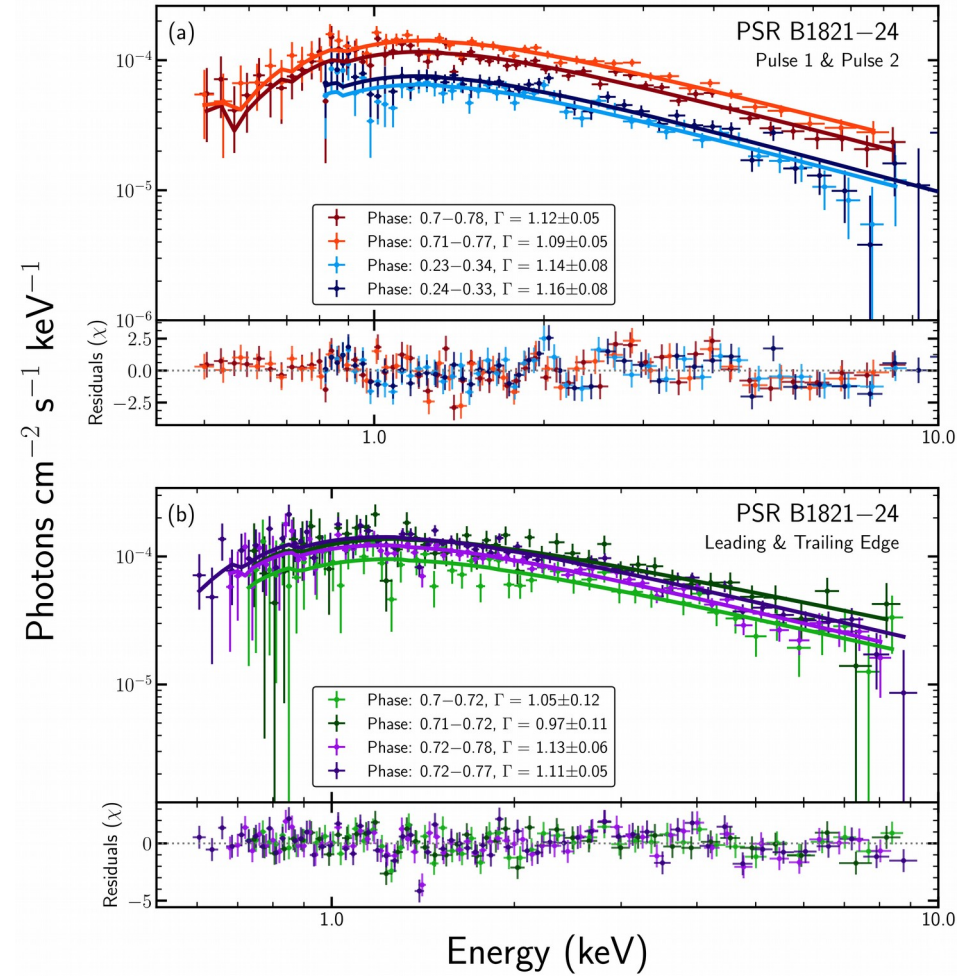 (a)
PSR B1821−24
Pulse 1 & Pulse 2
10⁻⁴
10⁻⁵
10⁻⁶
Phase: 0.7−0.78, Γ = 1.12±0.05
Phase: 0.71−0.77, Γ = 1.09±0.05
Phase: 0.23−0.34, Γ = 1.14±0.08
Phase: 0.24−0.33, Γ = 1.16±0.08
Residuals (χ)
2.5
0.0
−2.5
1.0
10.0
Photons cm⁻² s⁻¹ keV⁻¹
(b)
PSR B1821−24
Leading & Trailing Edge
10⁻⁴
10⁻⁵
Phase: 0.7−0.72, Γ = 1.05±0.12
Phase: 0.71−0.72, Γ = 0.97±0.11
Phase: 0.72−0.78, Γ = 1.13±0.06
Phase: 0.72−0.77, Γ = 1.11±0.05
Residuals (χ)
0
−5
1.0
10.0
Energy (keV)